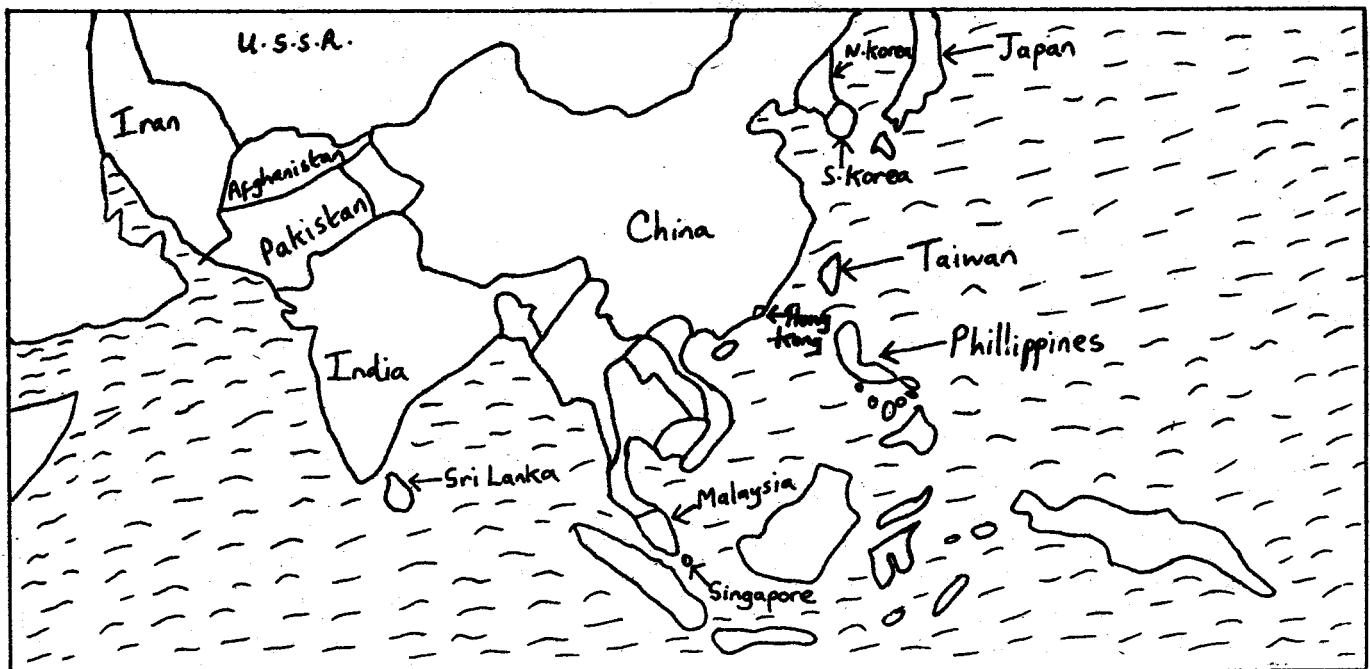 U.S.S.R.
N.Korea
Japan
Iran
Afghanistan
S.Korea
Pakistan
China
Taiwan
Hong
Kong
Phillippines
India
Sri Lanka
Malaysia
Singapore